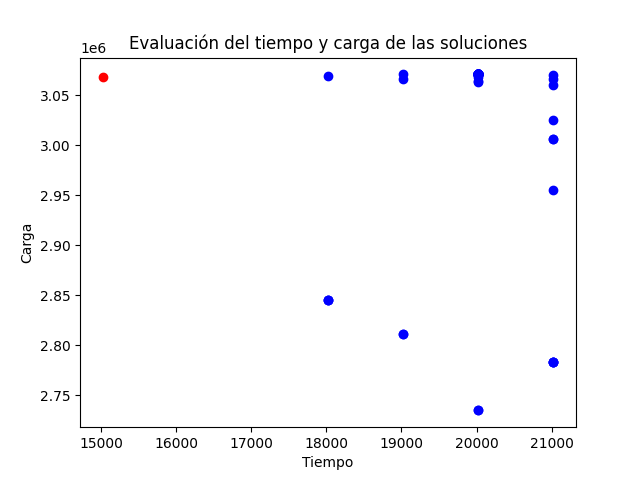 Evaluación del tiempo y carga de las soluciones
1e6
3.05
3.00
2.95
2.90
2.85
2.80
2.75
Carga
15000 16000 17000 18000 19000 20000 21000
Tiempo